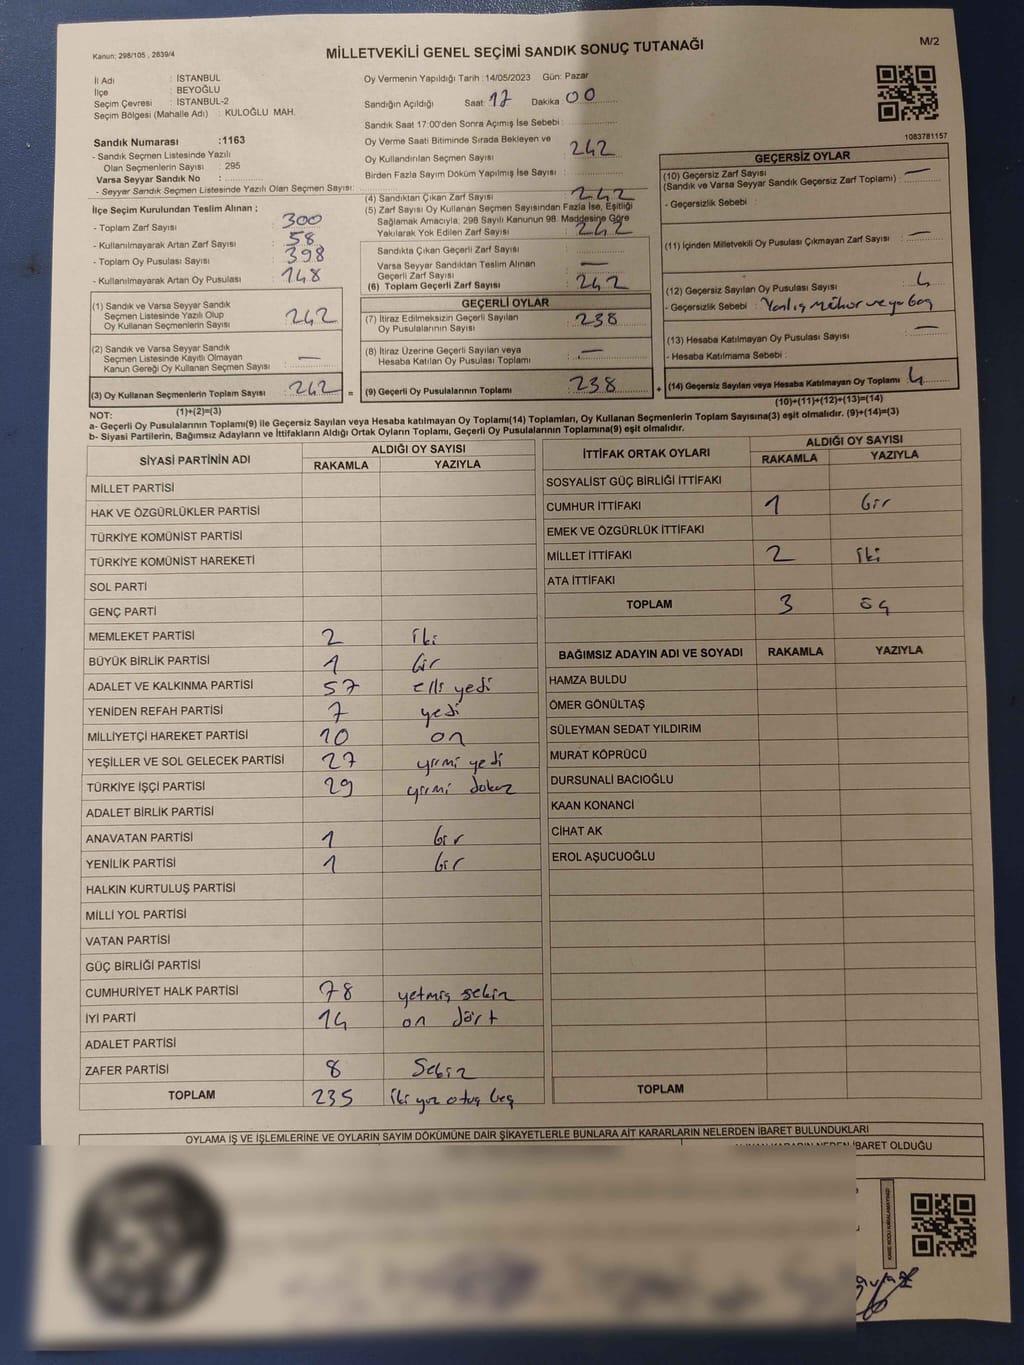 Kanun: 298/105 , 2839/4
MİLLETVEKİLİ GENEL SEÇİMİ SANDIK SONUÇ TUTANAĞI
M/2
İl Adı : İSTANBUL
İlçe : BEYOĞLU
Seçim Çevresi : İSTANBUL-2
Seçim Bölgesi (Mahalle Adı) : KULOĞLU MAH.
Sandık Numarası :1163
- Sandık Seçmen Listesinde Yazılı
Olan Seçmenlerin Sayısı : 295
Varsa Seyyar Sandık No :
- Seyyar Sandık Seçmen Listesinde Yazılı Olan Seçmen Sayısı:
İlçe Seçim Kurulundan Teslim Alınan ;
- Toplam Zarf Sayısı : 300
- Kullanılmayarak Artan Zarf Sayısı : 58
- Toplam Oy Pusulası Sayısı : 398
- Kullanılmayarak Artan Oy Pusulası : 148
(1) Sandık ve Varsa Seyyar Sandık
Seçmen Listesinde Yazılı Olup
Oy Kullanan Seçmenlerin Sayısı : 242
(2) Sandık ve Varsa Seyyar Sandık
Seçmen Listesinde Kayıtlı Olmayan
Kanun Gereği Oy Kullanan Seçmen Sayısı : —
(3) Oy Kullanan Seçmenlerin Toplam Sayısı : 242 =
(1)+(2)=(3)
Oy Vermenin Yapıldığı Tarih : 14/05/2023 Gün: Pazar
Sandığın Açıldığı Saat: 17 Dakika: 00
Sandık Saat 17:00'den Sonra Açımış İse Sebebi :
Oy Verme Saati Bitiminde Sırada Bekleyen ve
Oy Kullandırılan Seçmen Sayısı : 242
Birden Fazla Sayım Döküm Yapılmış İse Sayısı :
(4) Sandıktan Çıkan Zarf Sayısı : 242
(5) Zarf Sayısı Oy Kullanan Seçmen Sayısından Fazla İse, Eşitliği
Sağlamak Amacıyla; 298 Sayılı Kanunun 98. Maddesine Göre
Yakılarak Yok Edilen Zarf Sayısı : 242
Sandıkta Çıkan Geçerli Zarf Sayısı :
Varsa Seyyar Sandıktan Teslim Alınan
Geçerli Zarf Sayısı : —
(6) Toplam Geçerli Zarf Sayısı : 242
GEÇERLİ OYLAR
(7) İtiraz Edilmeksizin Geçerli Sayılan
Oy Pusulalarının Sayısı : 238
(8) İtiraz Üzerine Geçerli Sayılan veya
Hesaba Katılan Oy Pusulası Toplamı : —
(9) Geçerli Oy Pusulalarının Toplamı : 238 +
1083781157
GEÇERSİZ OYLAR
(10) Geçersiz Zarf Sayısı : —
(Sandık ve Varsa Seyyar Sandık Geçersiz Zarf Toplamı)
- Geçersizlik Sebebi :
(11) İçinden Milletvekili Oy Pusulası Çıkmayan Zarf Sayısı : —
(12) Geçersiz Sayılan Oy Pusulası Sayısı : 4
- Geçersizlik Sebebi : Yanlış mühür veya boş
(13) Hesaba Katılmayan Oy Pusulası Sayısı : —
- Hesaba Katılmama Sebebi :
(14) Geçersiz Sayılan veya Hesaba Katılmayan Oy Toplamı : 4
(10)+(11)+(12)+(13)=(14)
NOT:
a- Geçerli Oy Pusulalarının Toplamı(9) ile Geçersiz Sayılan veya Hesaba katılmayan Oy Toplamı(14) Toplamları, Oy Kullanan Seçmenlerin Toplam Sayısına(3) eşit olmalıdır. (9)+(14)=(3)
b- Siyasi Partilerin, Bağımsız Adayların ve İttifakların Aldığı Ortak Oyların Toplamı, Geçerli Oy Pusulalarının Toplamına(9) eşit olmalıdır.
SİYASİ PARTİNİN ADI ALDIĞI OY SAYISI
RAKAMLA YAZIYLA
MİLLET PARTİSİ
HAK VE ÖZGÜRLÜKLER PARTİSİ
TÜRKİYE KOMÜNİST PARTİSİ
TÜRKİYE KOMÜNİST HAREKETİ
SOL PARTİ
GENÇ PARTİ
MEMLEKET PARTİSİ 2 iki
BÜYÜK BİRLİK PARTİSİ 1 bir
ADALET VE KALKINMA PARTİSİ 57 elli yedi
YENİDEN REFAH PARTİSİ 7 yedi
MİLLİYETÇİ HAREKET PARTİSİ 10 on
YEŞİLLER VE SOL GELECEK PARTİSİ 27 yirmi yedi
TÜRKİYE İŞÇİ PARTİSİ 29 yirmi dokuz
ADALET BİRLİK PARTİSİ
ANAVATAN PARTİSİ 1 bir
YENİLİK PARTİSİ 1 bir
HALKIN KURTULUŞ PARTİSİ
MİLLİ YOL PARTİSİ
VATAN PARTİSİ
GÜÇ BİRLİĞİ PARTİSİ
CUMHURİYET HALK PARTİSİ 78 yetmiş sekiz
İYİ PARTİ 14 on dört
ADALET PARTİSİ
ZAFER PARTİSİ 8 Sekiz
TOPLAM 235 iki yüz otuz beş
İTTİFAK ORTAK OYLARI ALDIĞI OY SAYISI
RAKAMLA YAZIYLA
SOSYALİST GÜÇ BİRLİĞİ İTTİFAKI
CUMHUR İTTİFAKI 1 bir
EMEK VE ÖZGÜRLÜK İTTİFAKI
MİLLET İTTİFAKI 2 iki
ATA İTTİFAKI
TOPLAM 3 üç
BAĞIMSIZ ADAYIN ADI VE SOYADI RAKAMLA YAZIYLA
HAMZA BULDU
ÖMER GÖNÜLTAŞ
SÜLEYMAN SEDAT YILDIRIM
MURAT KÖPRÜCÜ
DURSUNALİ BACIOĞLU
KAAN KONANCİ
CİHAT AK
EROL AŞUCUOĞLU
TOPLAM
OYLAMA İŞ VE İŞLEMLERİNE VE OYLARIN SAYIM DÖKÜMÜNE DAİR ŞİKAYETLERLE BUNLARA AİT KARARLARIN NELERDEN İBARET BULUNDUKLARI
İBARET OLDUĞU